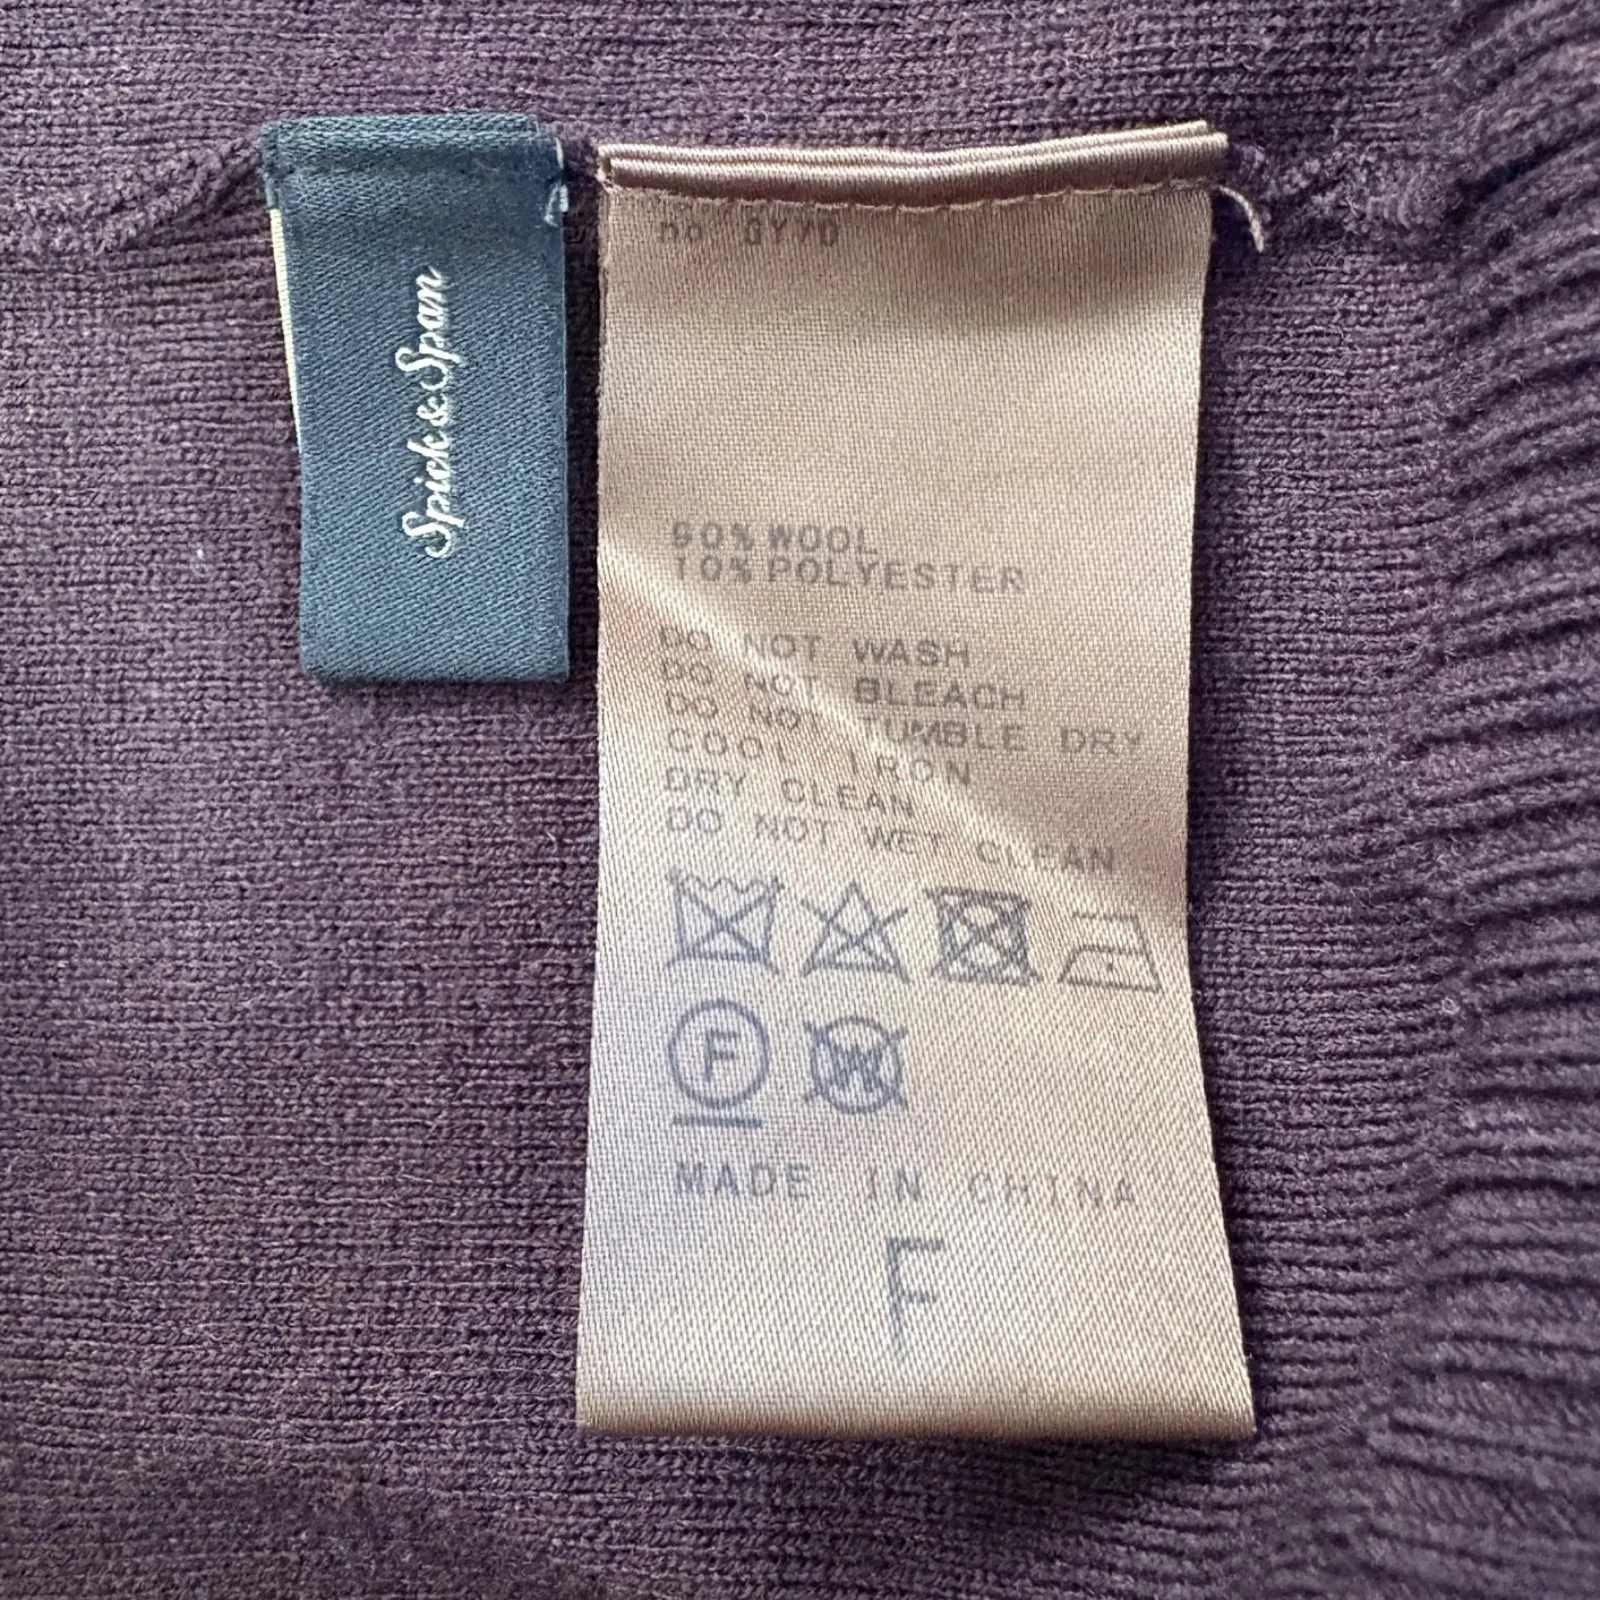 Spick & Span
no
90% WOOL
10% POLYESTER
DO NOT WASH
DO NOT BLEACH
DO NOT TUMBLE DRY
COOL IRON
DRY CLEAN
DO NOT WET CLEAN
F W
MADE IN CHINA
F